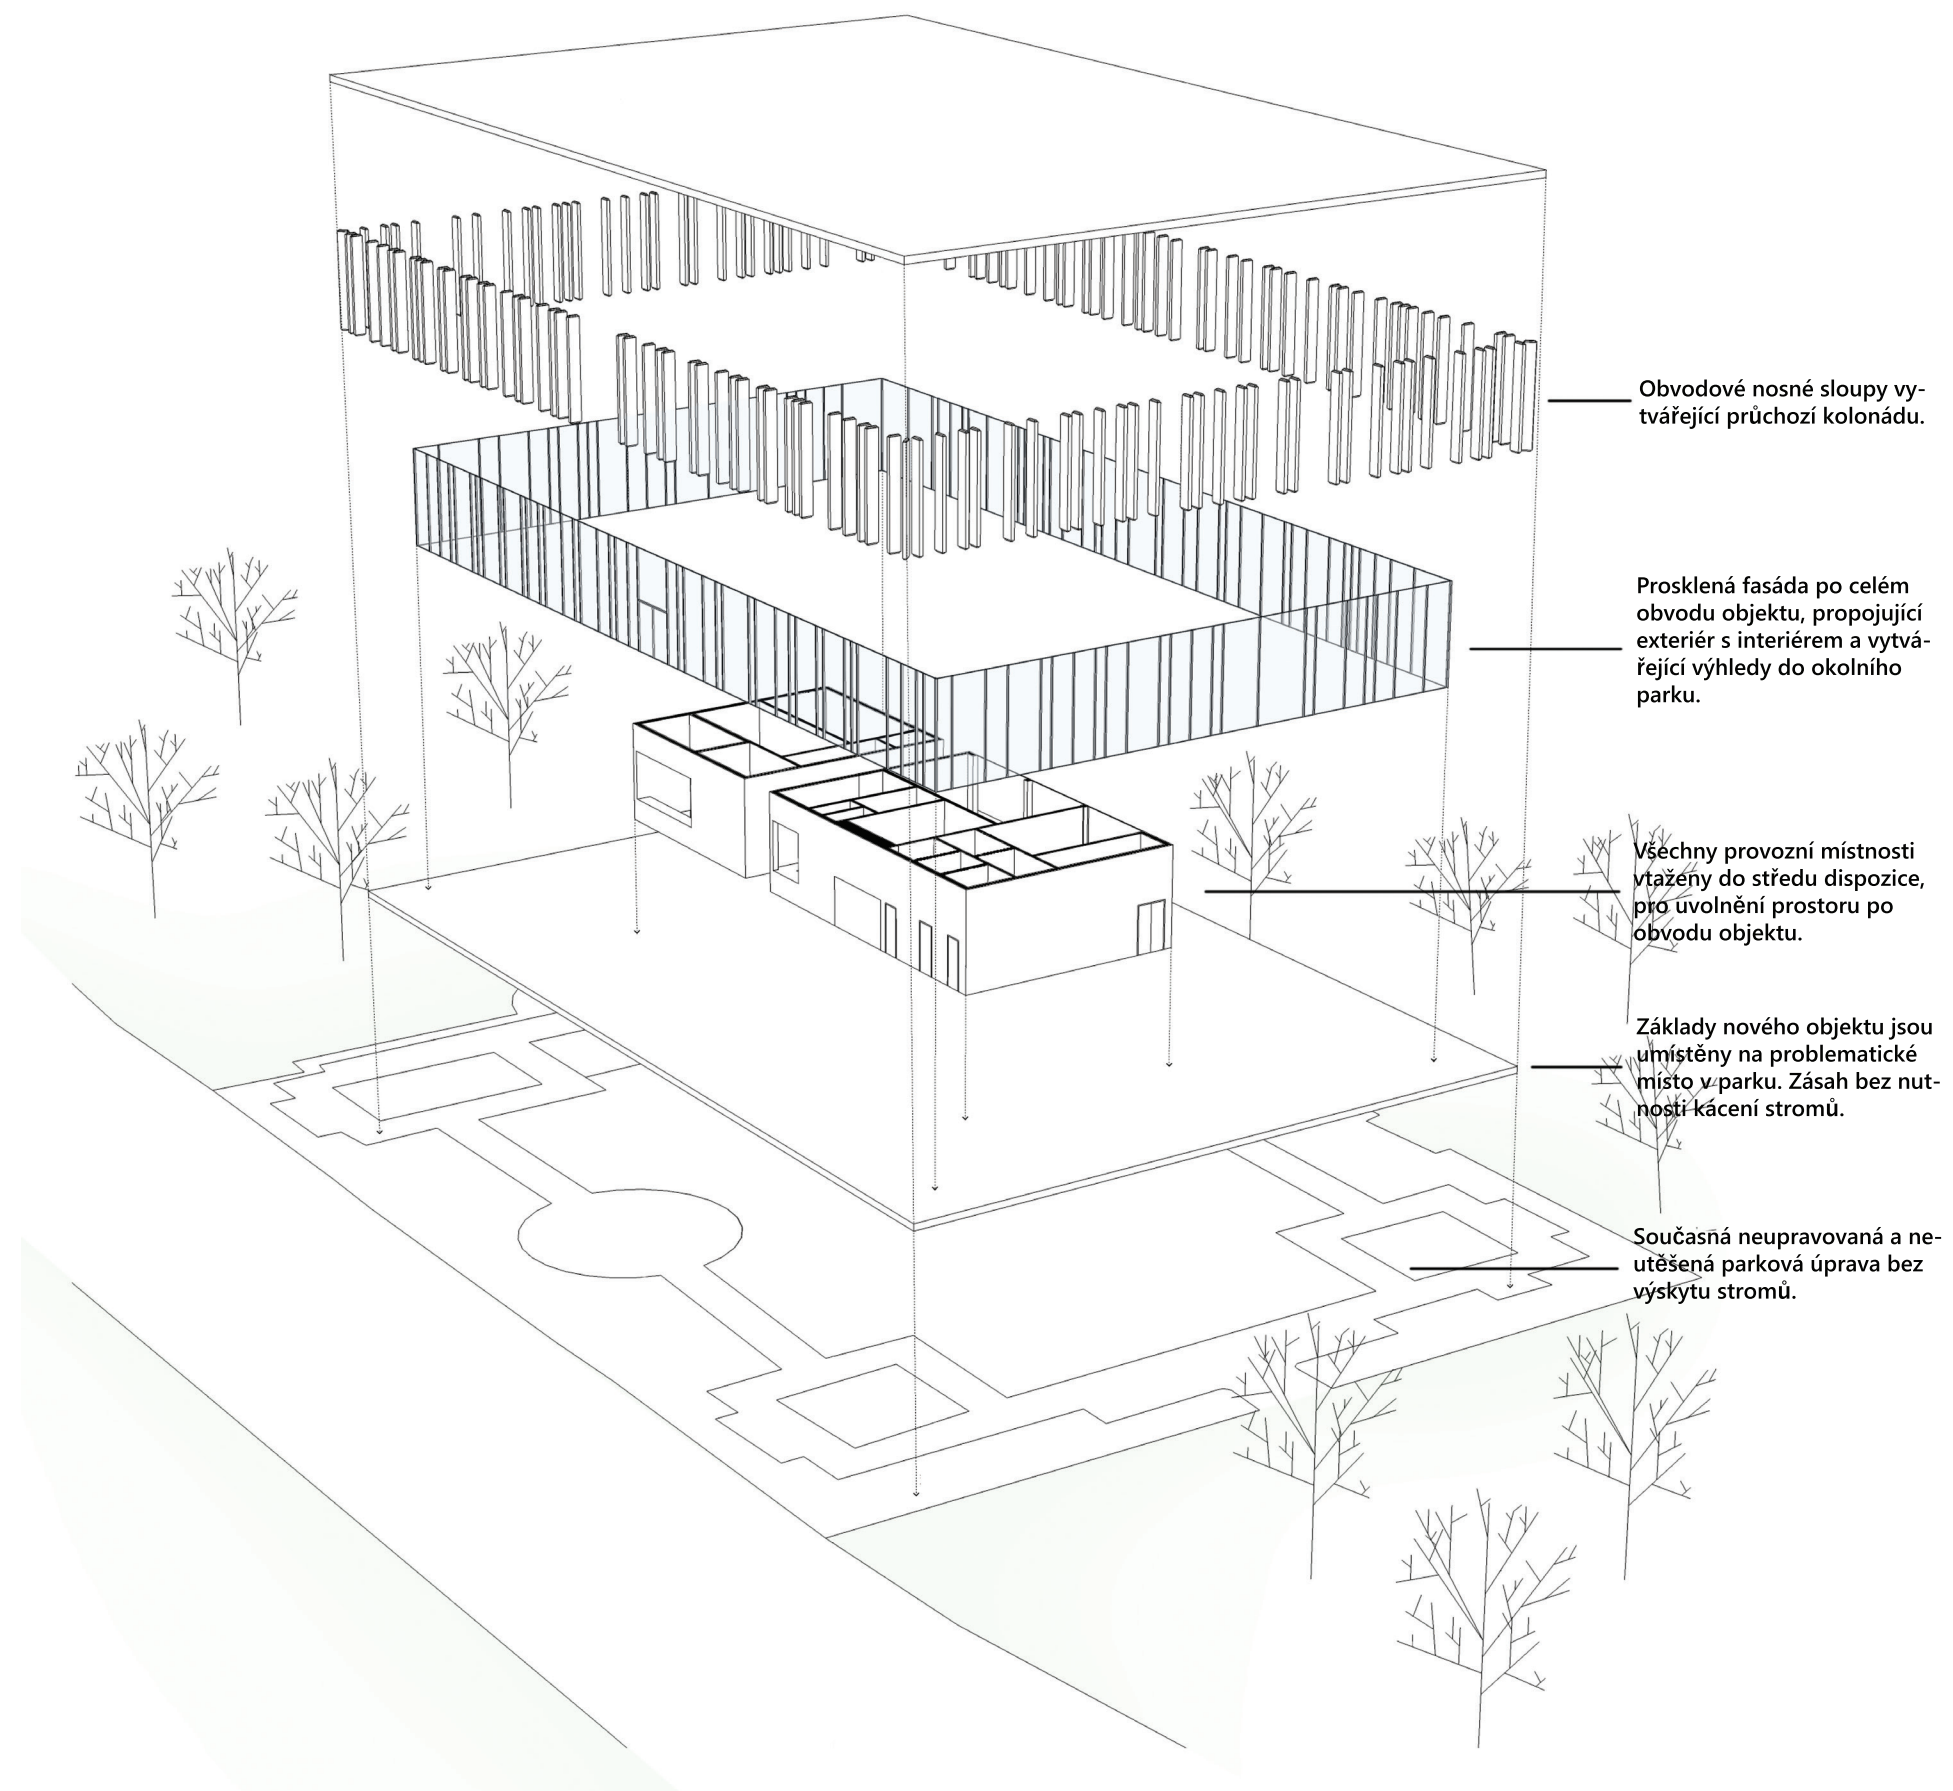 Obvodové nosné sloupy vy-
tvářející průchozí kolonádu.
Prosklená fasáda po celém
obvodu objektu, propojující
exteriér s interiérem a vytvá-
řející výhledy do okolního
parku.
Všechny provozní místnosti
vtaženy do středu dispozice,
pro uvolnění prostoru po
obvodu objektu.
Základy nového objektu jsou
umístěny na problematické
místo v parku. Zásah bez nut-
nosti kácení stromů.
Současná neupravovaná a ne-
utěšená parková úprava bez
výskytu stromů.